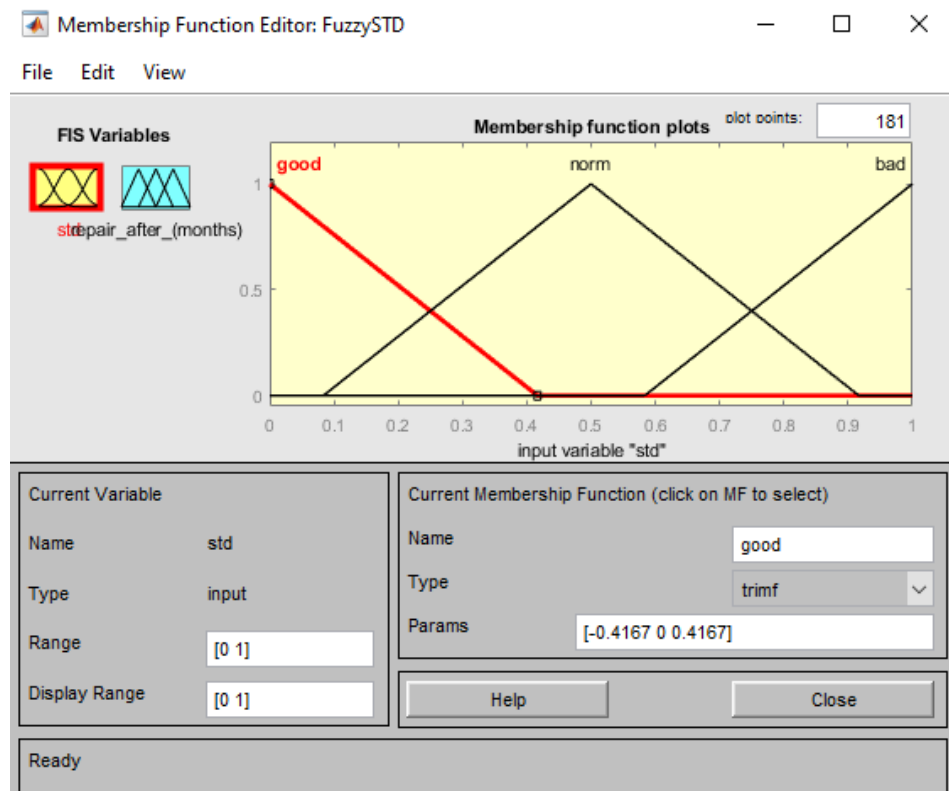 Membership Function Editor: FuzzySTD
File Edit View
FIS Variables
std
repair_after_(months)
Membership function plots
plot points:
181
good
norm
bad
1
0.5
0
0 0.1 0.2 0.3 0.4 0.5 0.6 0.7 0.8 0.9 1
input variable "std"
Current Variable
Name std
Type input
Range [0 1]
Display Range [0 1]
Current Membership Function (click on MF to select)
Name good
Type trimf
Params [-0.4167 0 0.4167]
Help Close
Ready